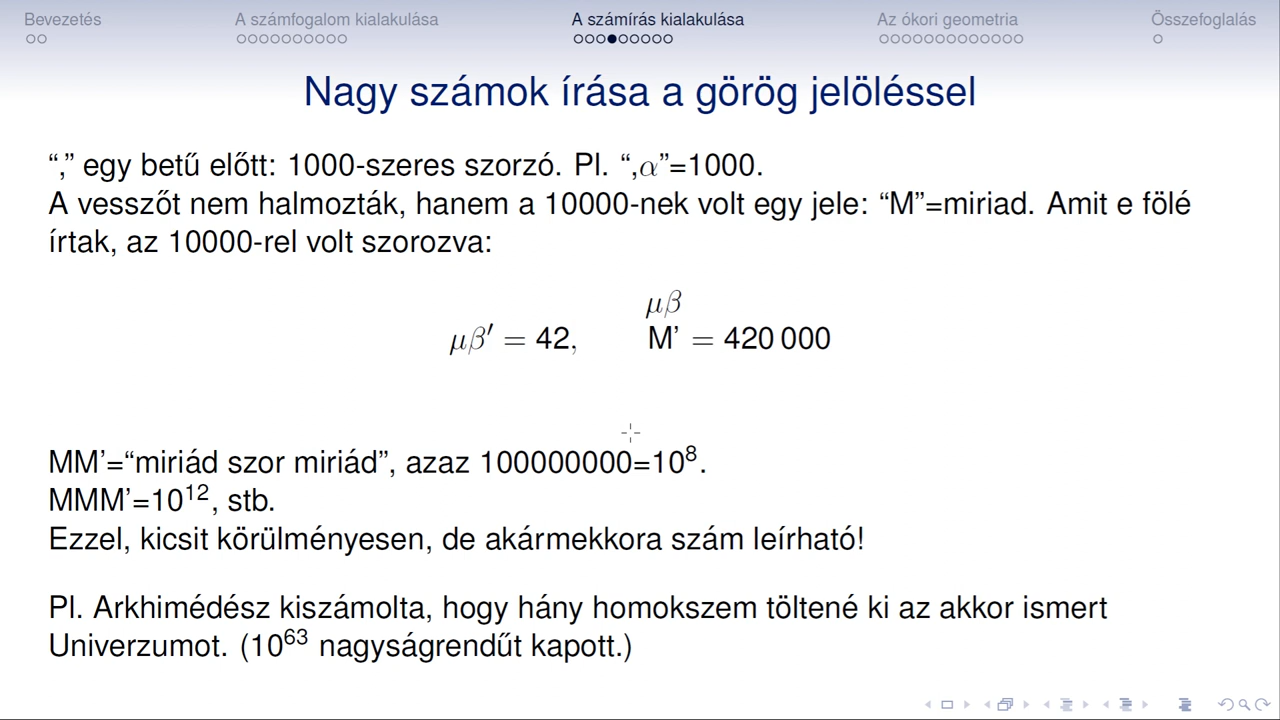 Bevezetés A számfogalom kialakulása A számírás kialakulása Az ókori geometria Összefoglalás
Nagy számok írása a görög jelöléssel
“,” egy betű előtt: 1000-szeres szorzó. Pl. “,α”=1000.
A vesszőt nem halmozták, hanem a 10000-nek volt egy jele: “M”=miriad. Amit e fölé
írtak, az 10000-rel volt szorozva:
μβ
μβ′ = 42, M’ = 420 000
MM’=“miriád szor miriád”, azaz 100000000=10⁸.
MMM’=10¹², stb.
Ezzel, kicsit körülményesen, de akármekkora szám leírható!
Pl. Arkhimédész kiszámolta, hogy hány homokszem töltené ki az akkor ismert
Univerzumot. (10⁶³ nagyságrendűt kapott.)